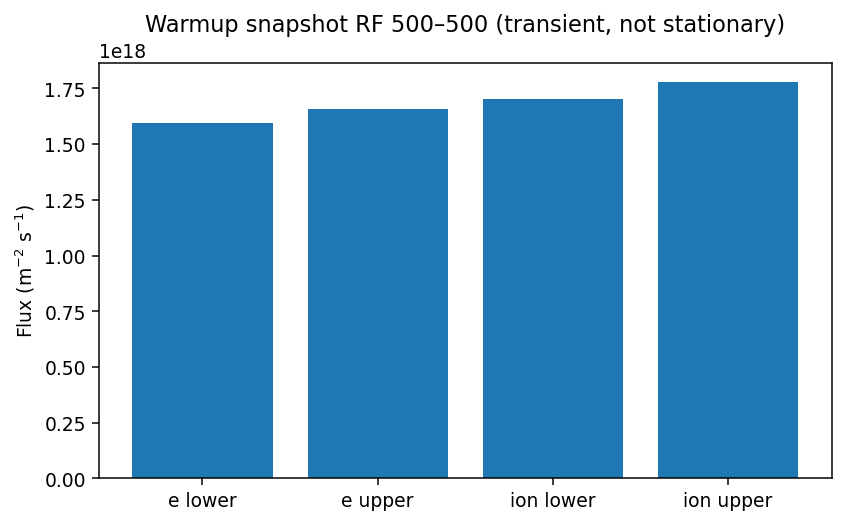 Warmup snapshot RF 500–500 (transient, not stationary)
1e18
1.75
1.50
1.25
1.00
0.75
0.50
0.25
0.00
Flux (m⁻² s⁻¹)
e lower
e upper
ion lower
ion upper